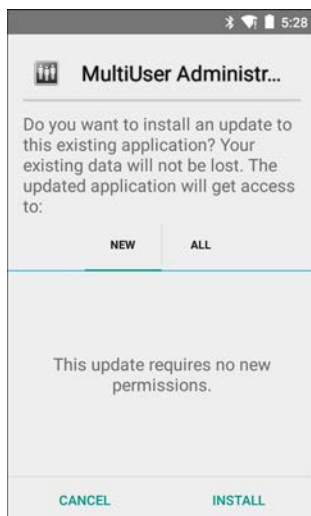 5:28
MultiUser Administr...
Do you want to install an update to
this existing application? Your
existing data will not be lost. The
updated application will get access
to:
NEW ALL
This update requires no new
permissions.
CANCEL INSTALL